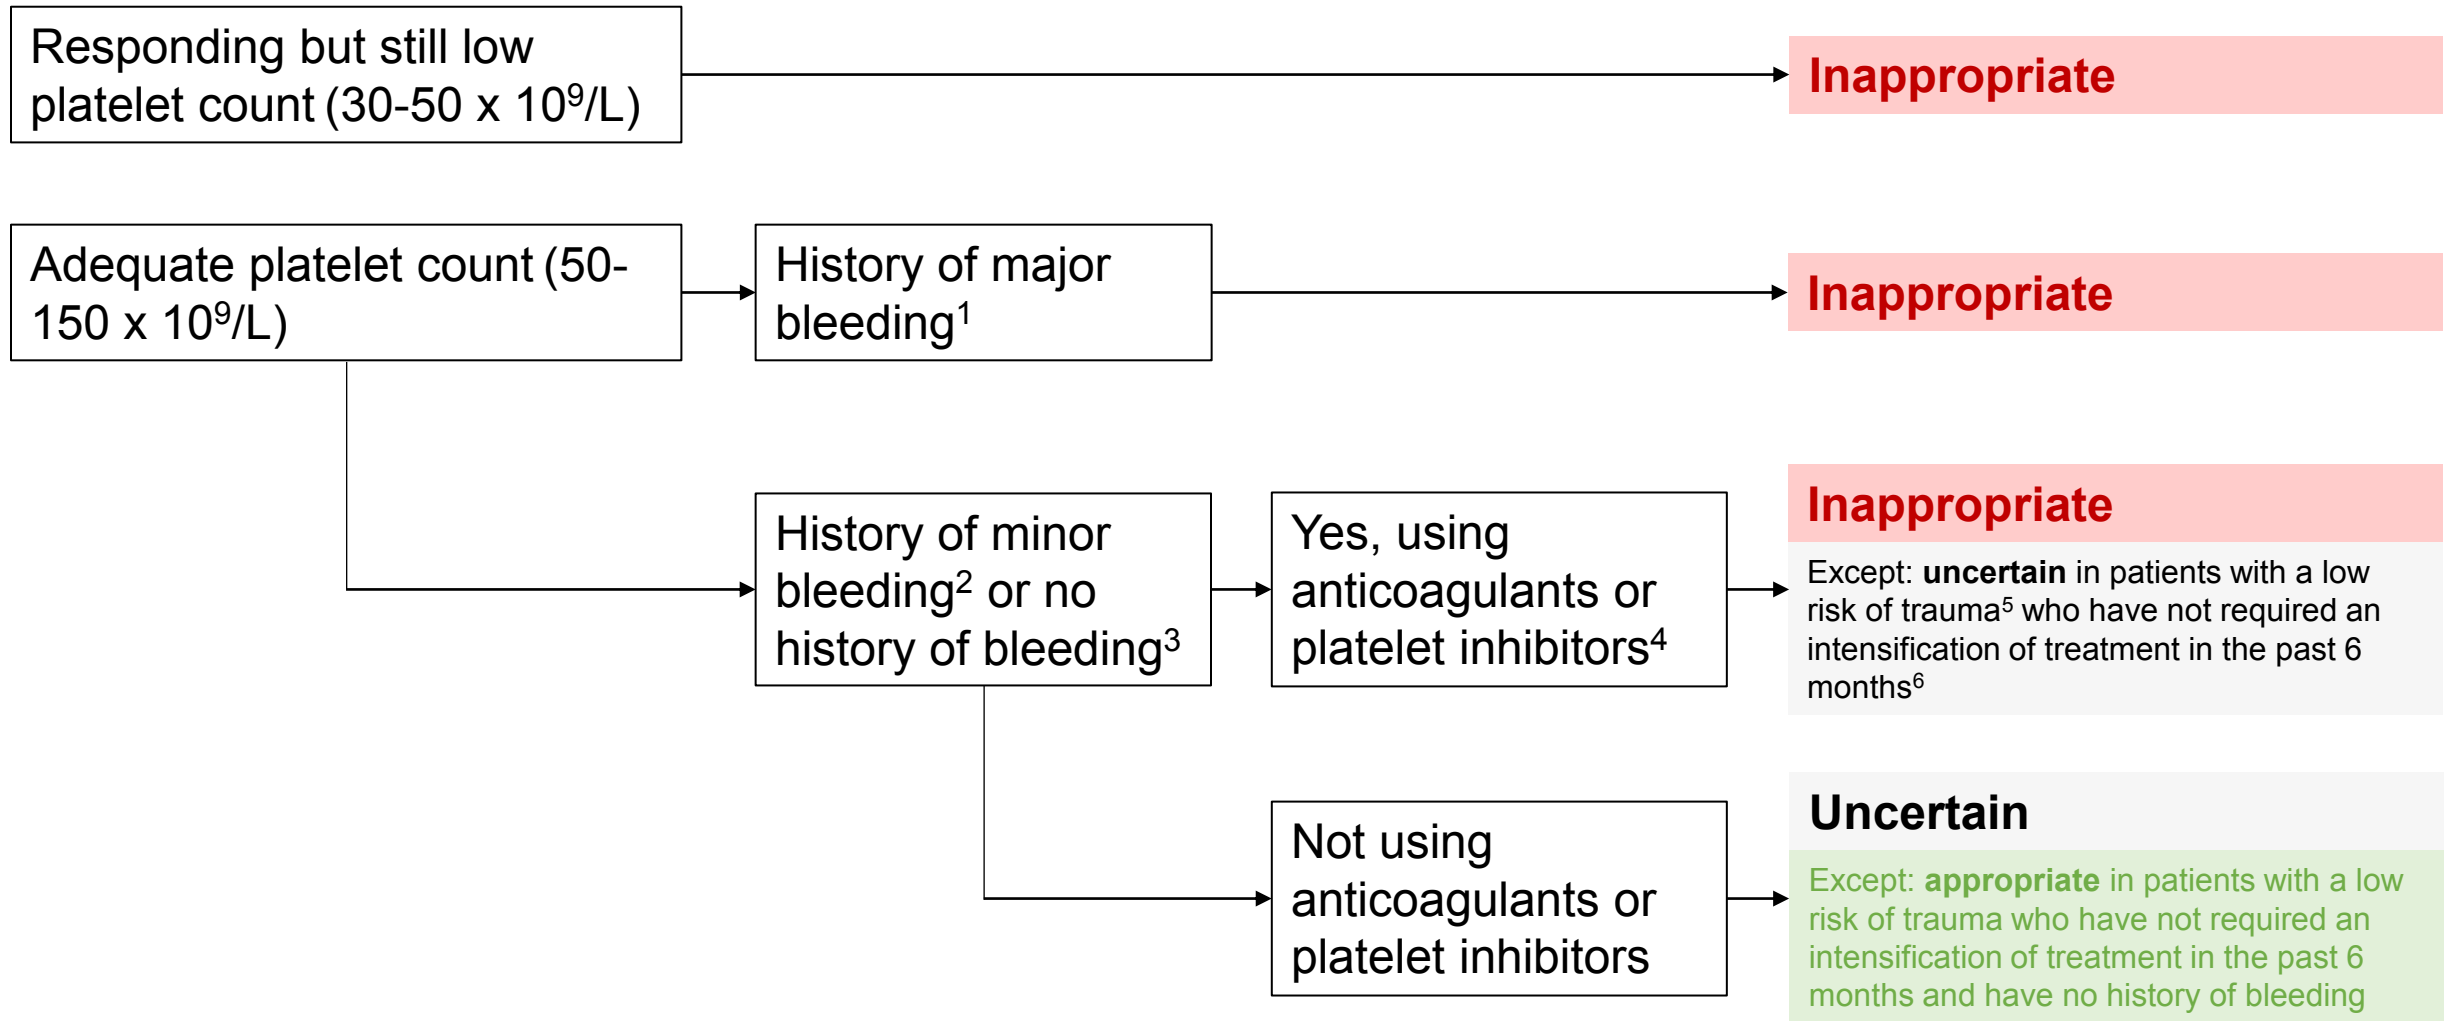 Responding but still low
platelet count (30-50 x 10⁹/L)
Inappropriate
Adequate platelet count (50-
150 x 10⁹/L)
History of major
bleeding¹
Inappropriate
History of minor
bleeding² or no
history of bleeding³
Yes, using
anticoagulants or
platelet inhibitors⁴
Inappropriate
Except: uncertain in patients with a low
risk of trauma⁵ who have not required an
intensification of treatment in the past 6
months⁶
Not using
anticoagulants or
platelet inhibitors
Uncertain
Except: appropriate in patients with a low
risk of trauma who have not required an
intensification of treatment in the past 6
months and have no history of bleeding